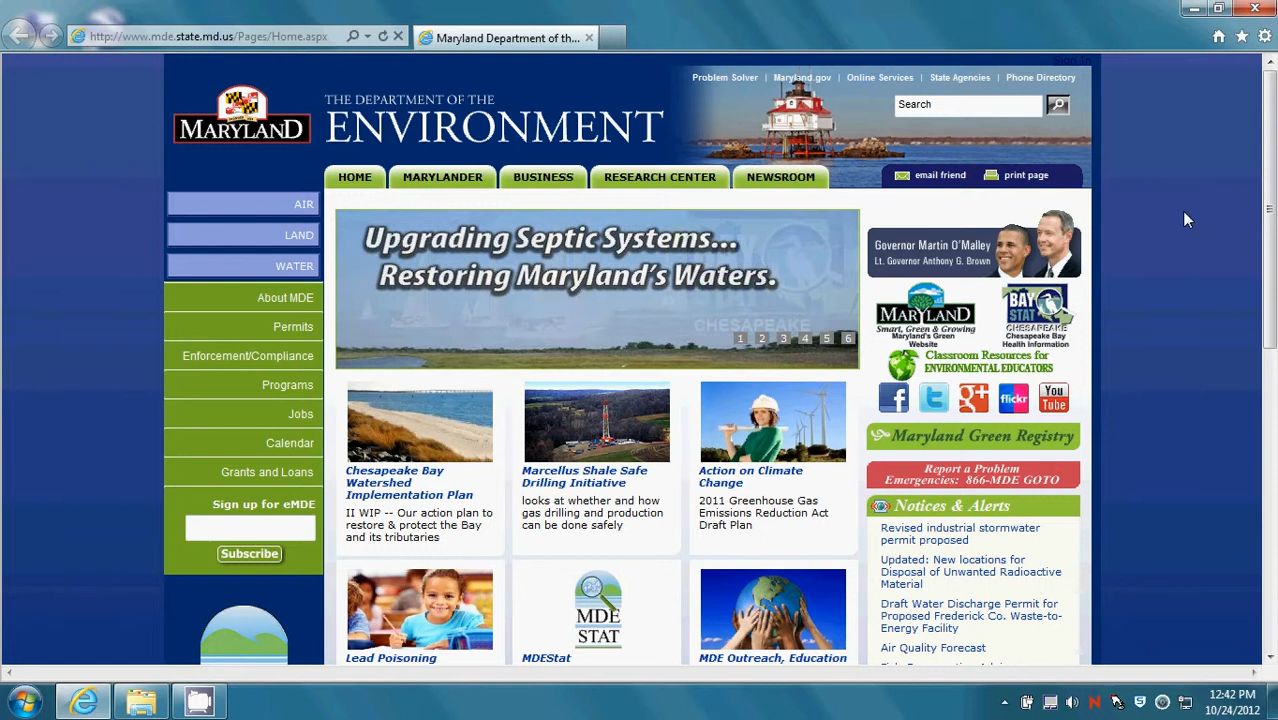 http://www.mde.state.md.us/Pages/Home.aspx
Maryland Department of th...
Sign In
Problem Solver | Maryland.gov | Online Services | State Agencies | Phone Directory
MARYLAND
THE DEPARTMENT OF THE
ENVIRONMENT
Search
HOME
MARYLANDER
BUSINESS
RESEARCH CENTER
NEWSROOM
email friend
print page
AIR
LAND
WATER
About MDE
Permits
Enforcement/Compliance
Programs
Jobs
Calendar
Grants and Loans
Sign up for eMDE
Subscribe
Upgrading Septic Systems...
Restoring Maryland's Waters.
CHESAPEAKE
1 2 3 4 5 6
Chesapeake Bay
Watershed
Implementation Plan
II WIP -- Our action plan to
restore & protect the Bay
and its tributaries
Marcellus Shale Safe
Drilling Initiative
looks at whether and how
gas drilling and production
can be done safely
Action on Climate
Change
2011 Greenhouse Gas
Emissions Reduction Act
Draft Plan
Lead Poisoning
MDE
STAT
MDEStat
MDE Outreach, Education
Governor Martin O'Malley
Lt. Governor Anthony G. Brown
MARYLAND
Smart, Green & Growing
Maryland's Green
Website
BAY
STAT
CHESAPEAKE
Chesapeake Bay
Health Information
Classroom Resources for
ENVIRONMENTAL EDUCATORS
flickr
You
Tube
Maryland Green Registry
Report a Problem
Emergencies: 866-MDE GOTO
Notices & Alerts
Revised industrial stormwater
permit proposed
Updated: New locations for
Disposal of Unwanted Radioactive
Material
Draft Water Discharge Permit for
Proposed Frederick Co. Waste-to-
Energy Facility
Air Quality Forecast
12:42 PM
10/24/2012